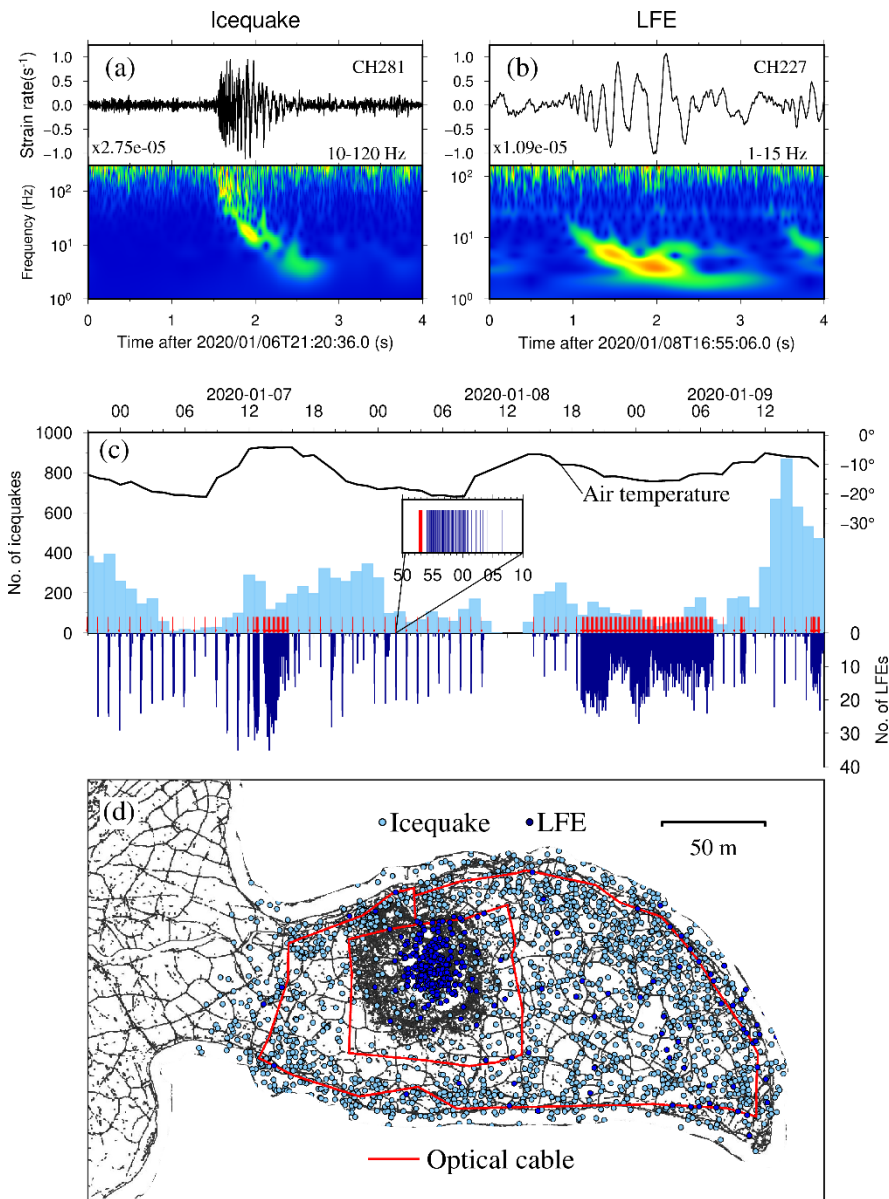 Icequake
LFE
Strain rate(s⁻¹)
1.0
0.5
0.0
−0.5
−1.0
(a)
CH281
x2.75e-05
10-120 Hz
1.0
0.5
0.0
−0.5
−1.0
(b)
CH227
x1.09e-05
1-15 Hz
Frequency (Hz)
10²
10¹
10⁰
10²
10¹
10⁰
0 1 2 3 4
0 1 2 3 4
Time after 2020/01/06T21:20:36.0 (s)
Time after 2020/01/08T16:55:06.0 (s)
2020-01-07 2020-01-08 2020-01-09
00 06 12 18 00 06 12 18 00 06 12
(c)
No. of icequakes
1000
800
600
400
200
0
0°
−10°
−20°
−30°
Air temperature
50 55 00 05 10
0
10
20
30
40
No. of LFEs
(d)
Icequake
LFE
50 m
Optical cable